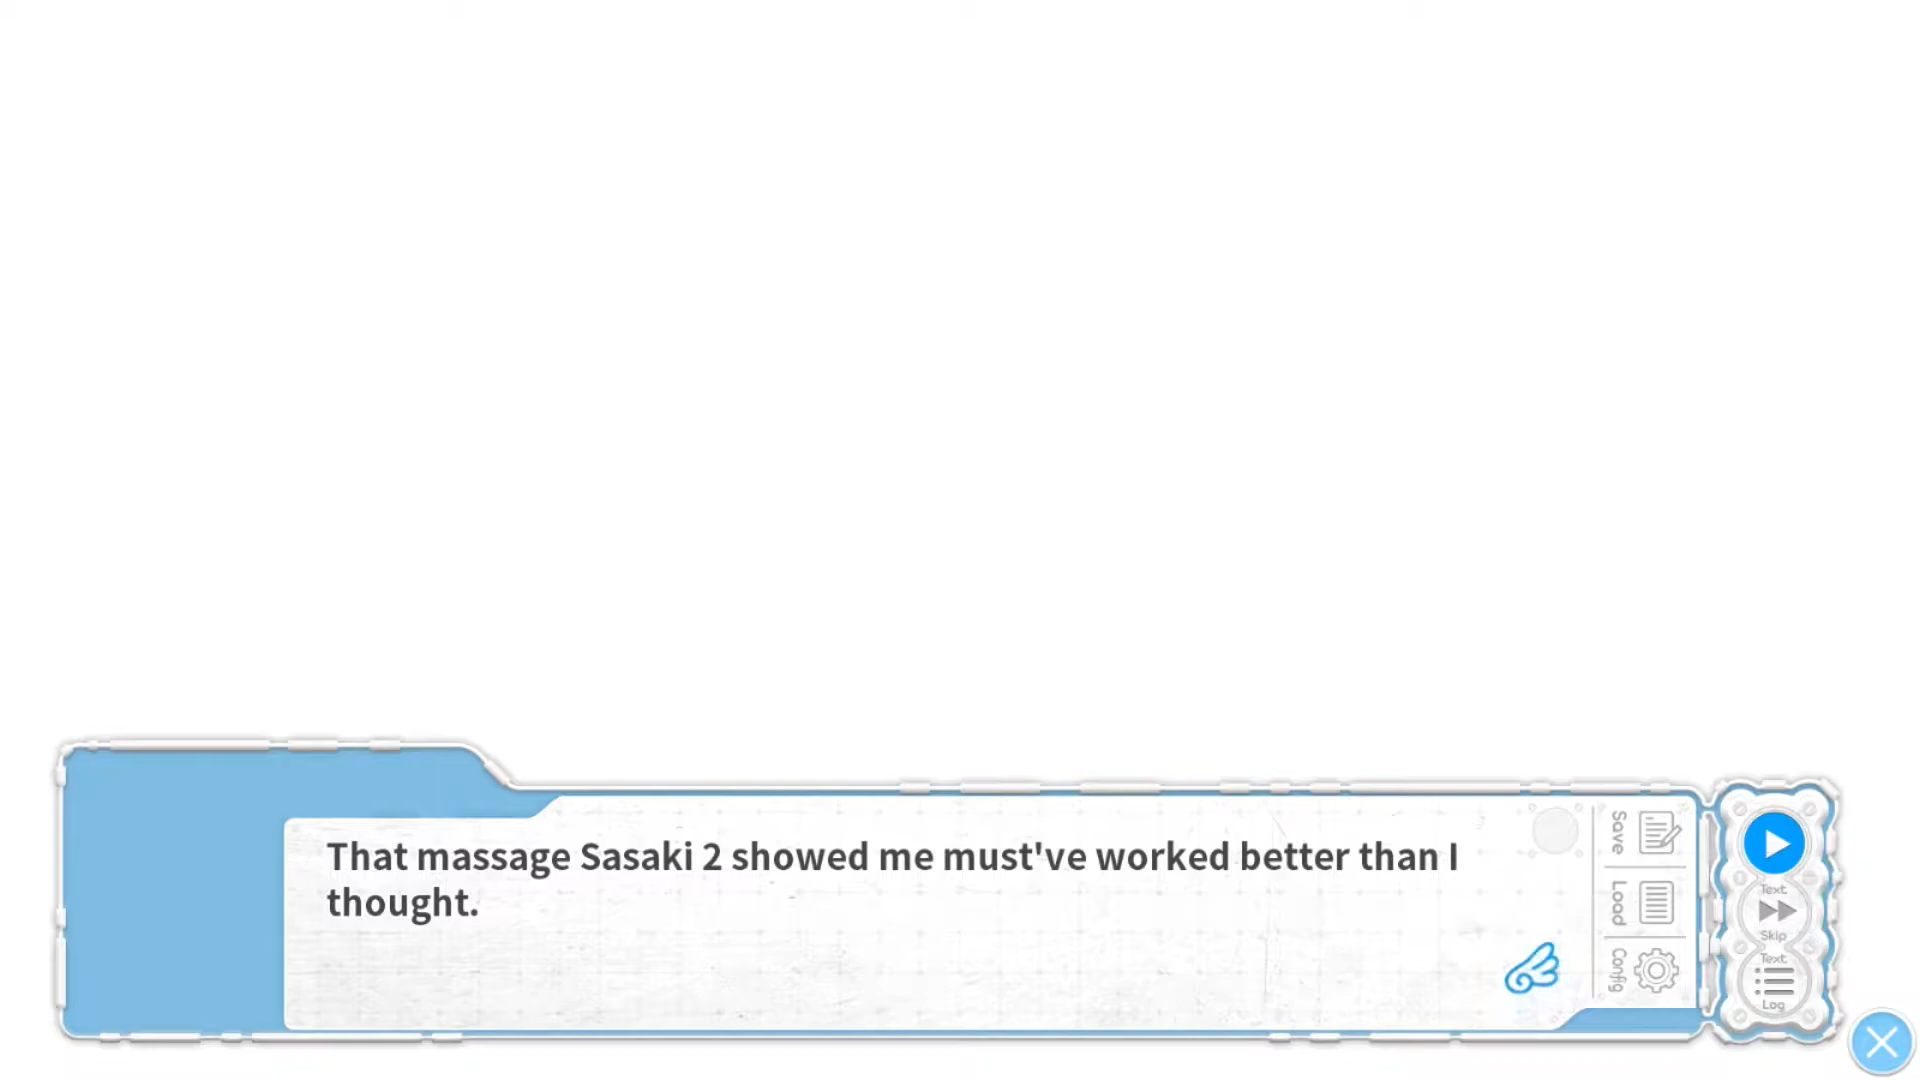 That massage Sasaki 2 showed me must've worked better than I
thought.
Save
Load
Config
Text
Skip
Text
Log